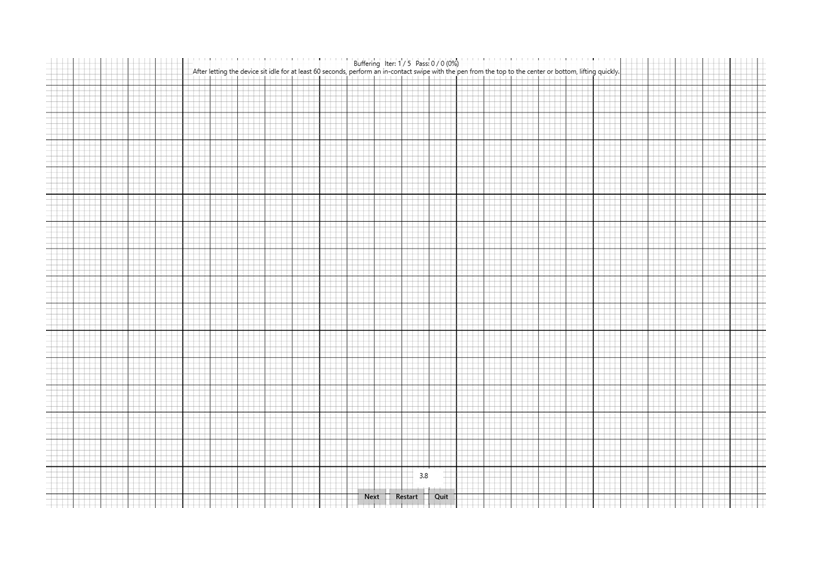 Buffering Iter: 1 / 5 Pass: 0 / 0 (0%)
After letting the device sit idle for at least 60 seconds, perform an in-contact swipe with the pen from the top to the center or bottom, lifting quickly.
3.8
Next Restart Quit